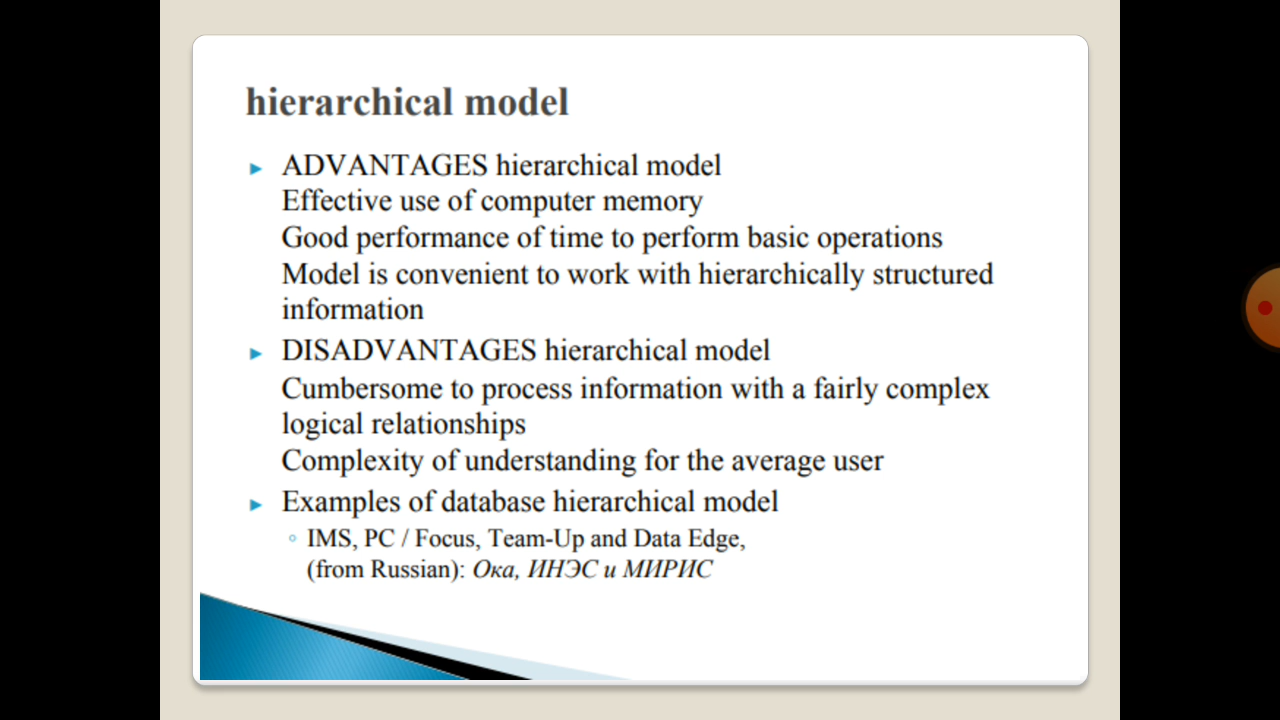 hierarchical model
ADVANTAGES hierarchical model
Effective use of computer memory
Good performance of time to perform basic operations
Model is convenient to work with hierarchically structured
information
DISADVANTAGES hierarchical model
Cumbersome to process information with a fairly complex
logical relationships
Complexity of understanding for the average user
Examples of database hierarchical model
IMS, PC / Focus, Team-Up and Data Edge,
(from Russian): Ока, ИНЭС и МИРИС